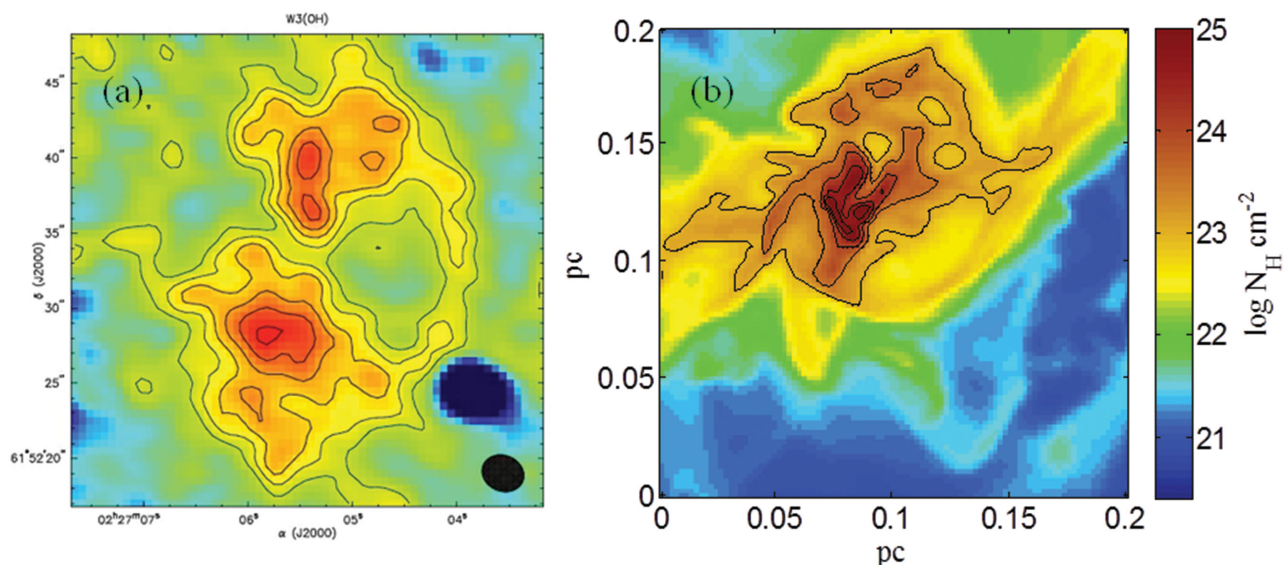 W3(OH)
(a)
45″
40″
35″
30″
25″
61°52′20″
δ (J2000)
02ʰ27ᵐ07ˢ
06ˢ
05ˢ
04ˢ
α (J2000)
(b)
0.2
0.15
0.1
0.05
0
pc
0
0.05
0.1
0.15
0.2
pc
25
24
23
22
21
log N_H cm⁻²